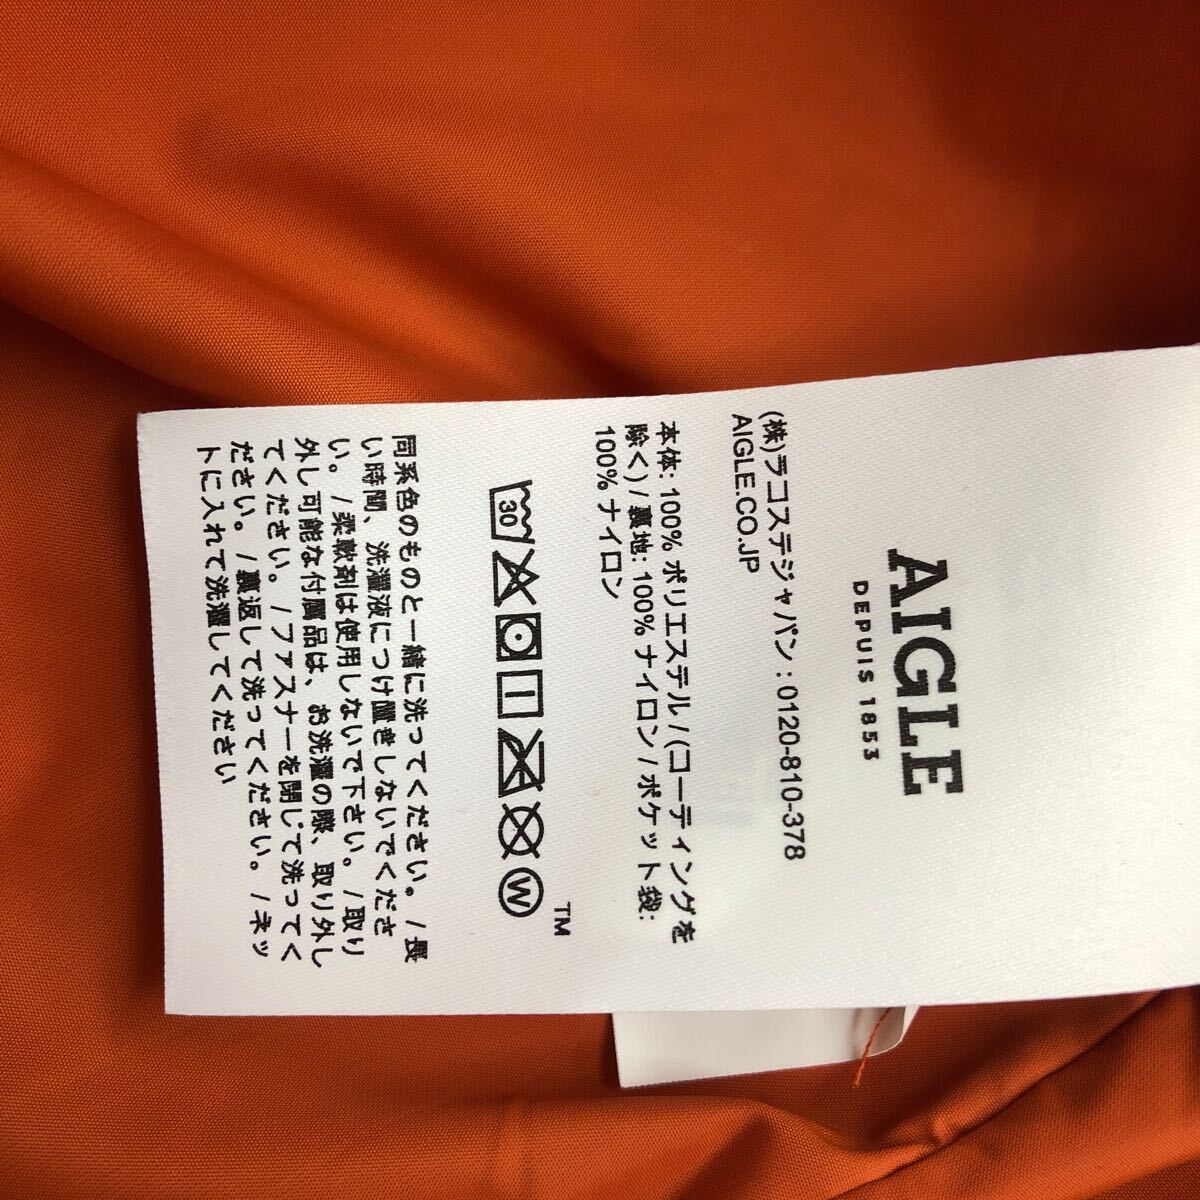 AIGLE
DEPUIS 1853
(株)ラコステジャパン : 0120-810-378
AIGLE.CO.JP
本体: 100% ポリエステル / (コーティングを
除く) / 裏地: 100% ナイロン / ポケット袋:
100% ナイロン
TM
30
W
同系色のものと一緒に洗ってください。/ 長
い時間、洗濯液につけ置きしないでくださ
い。/ 柔軟剤は使用しないで下さい。/ 取り
外し可能な付属品は、お洗濯の際、取り外し
てください。/ ファスナーを閉じて洗ってく
ださい。/ 裏返して洗ってください。/ ネッ
トに入れて洗濯してください